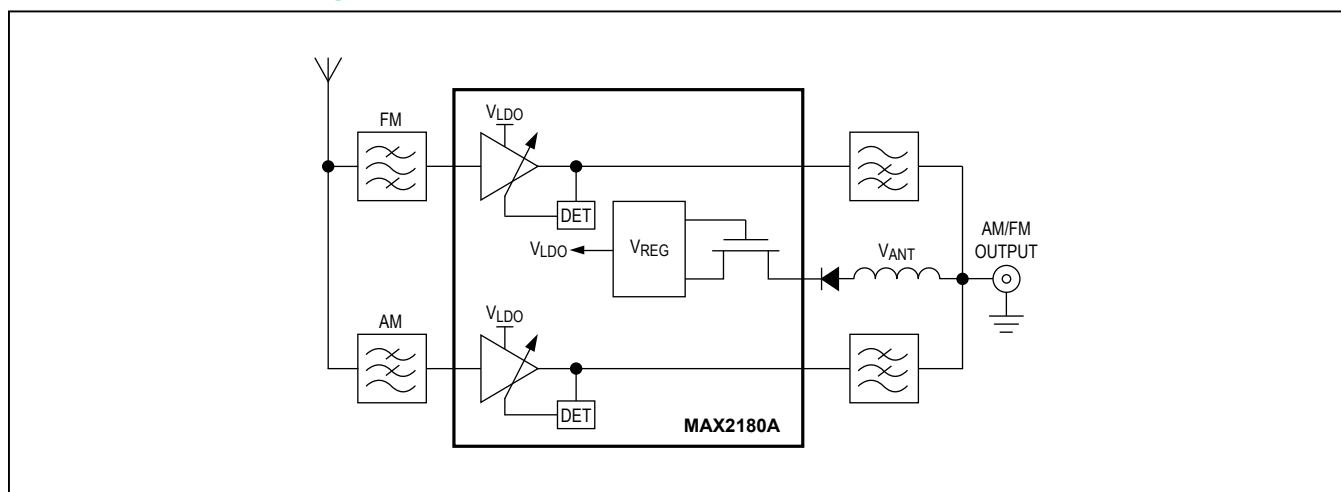 FM
VLDO
DET
VLDO
VREG
VANT
AM/FM
OUTPUT
AM
VLDO
DET
MAX2180A